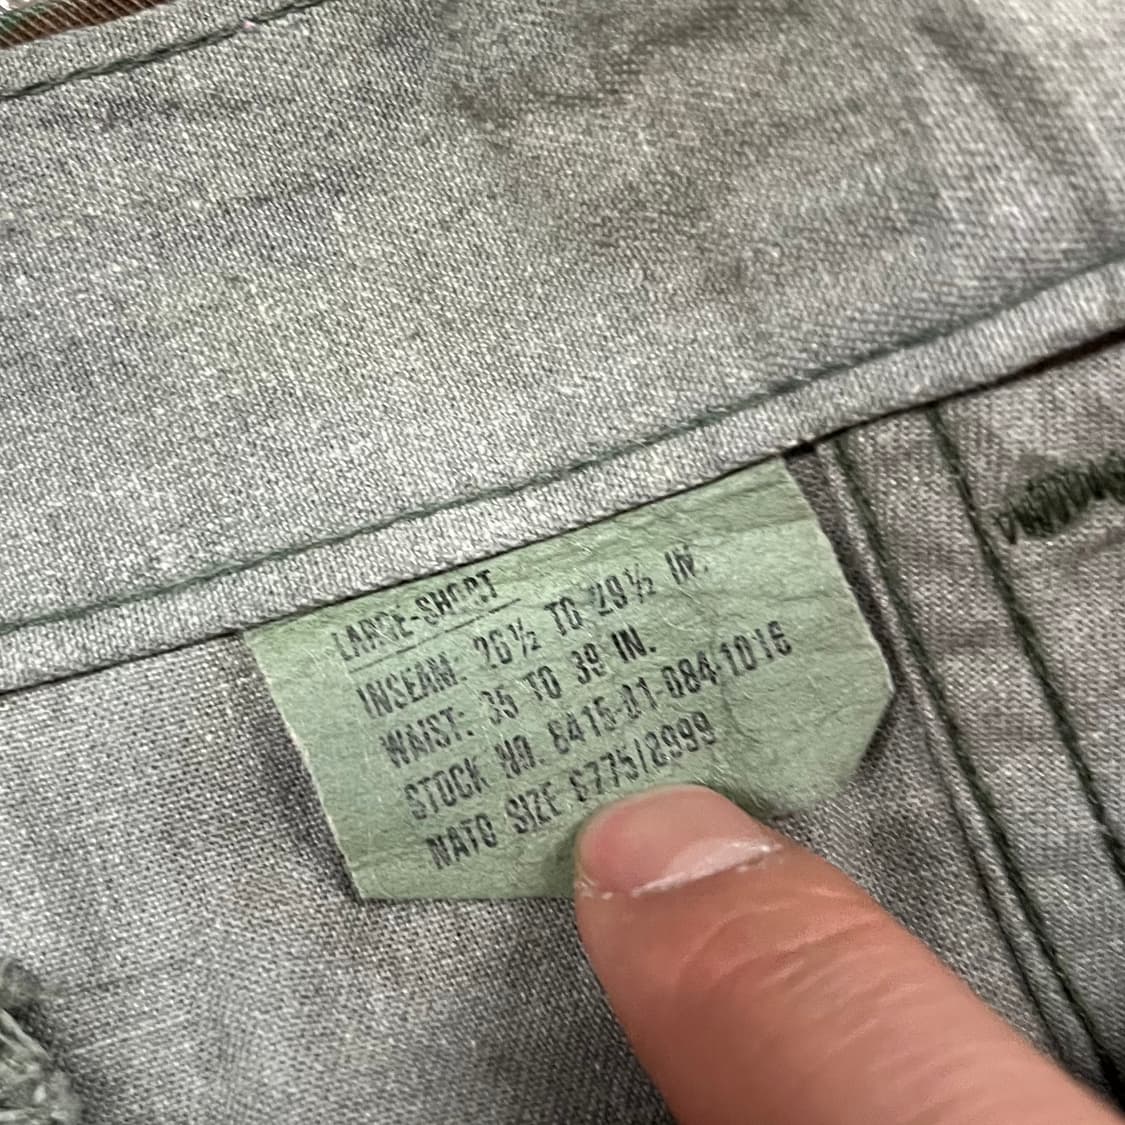 LARGE-SHORT
INSEAM: 26½ TO 29½ IN.
WAIST: 35 TO 39 IN.
STOCK NO. 8415-01-084-1016
NATO SIZE 6775/8999